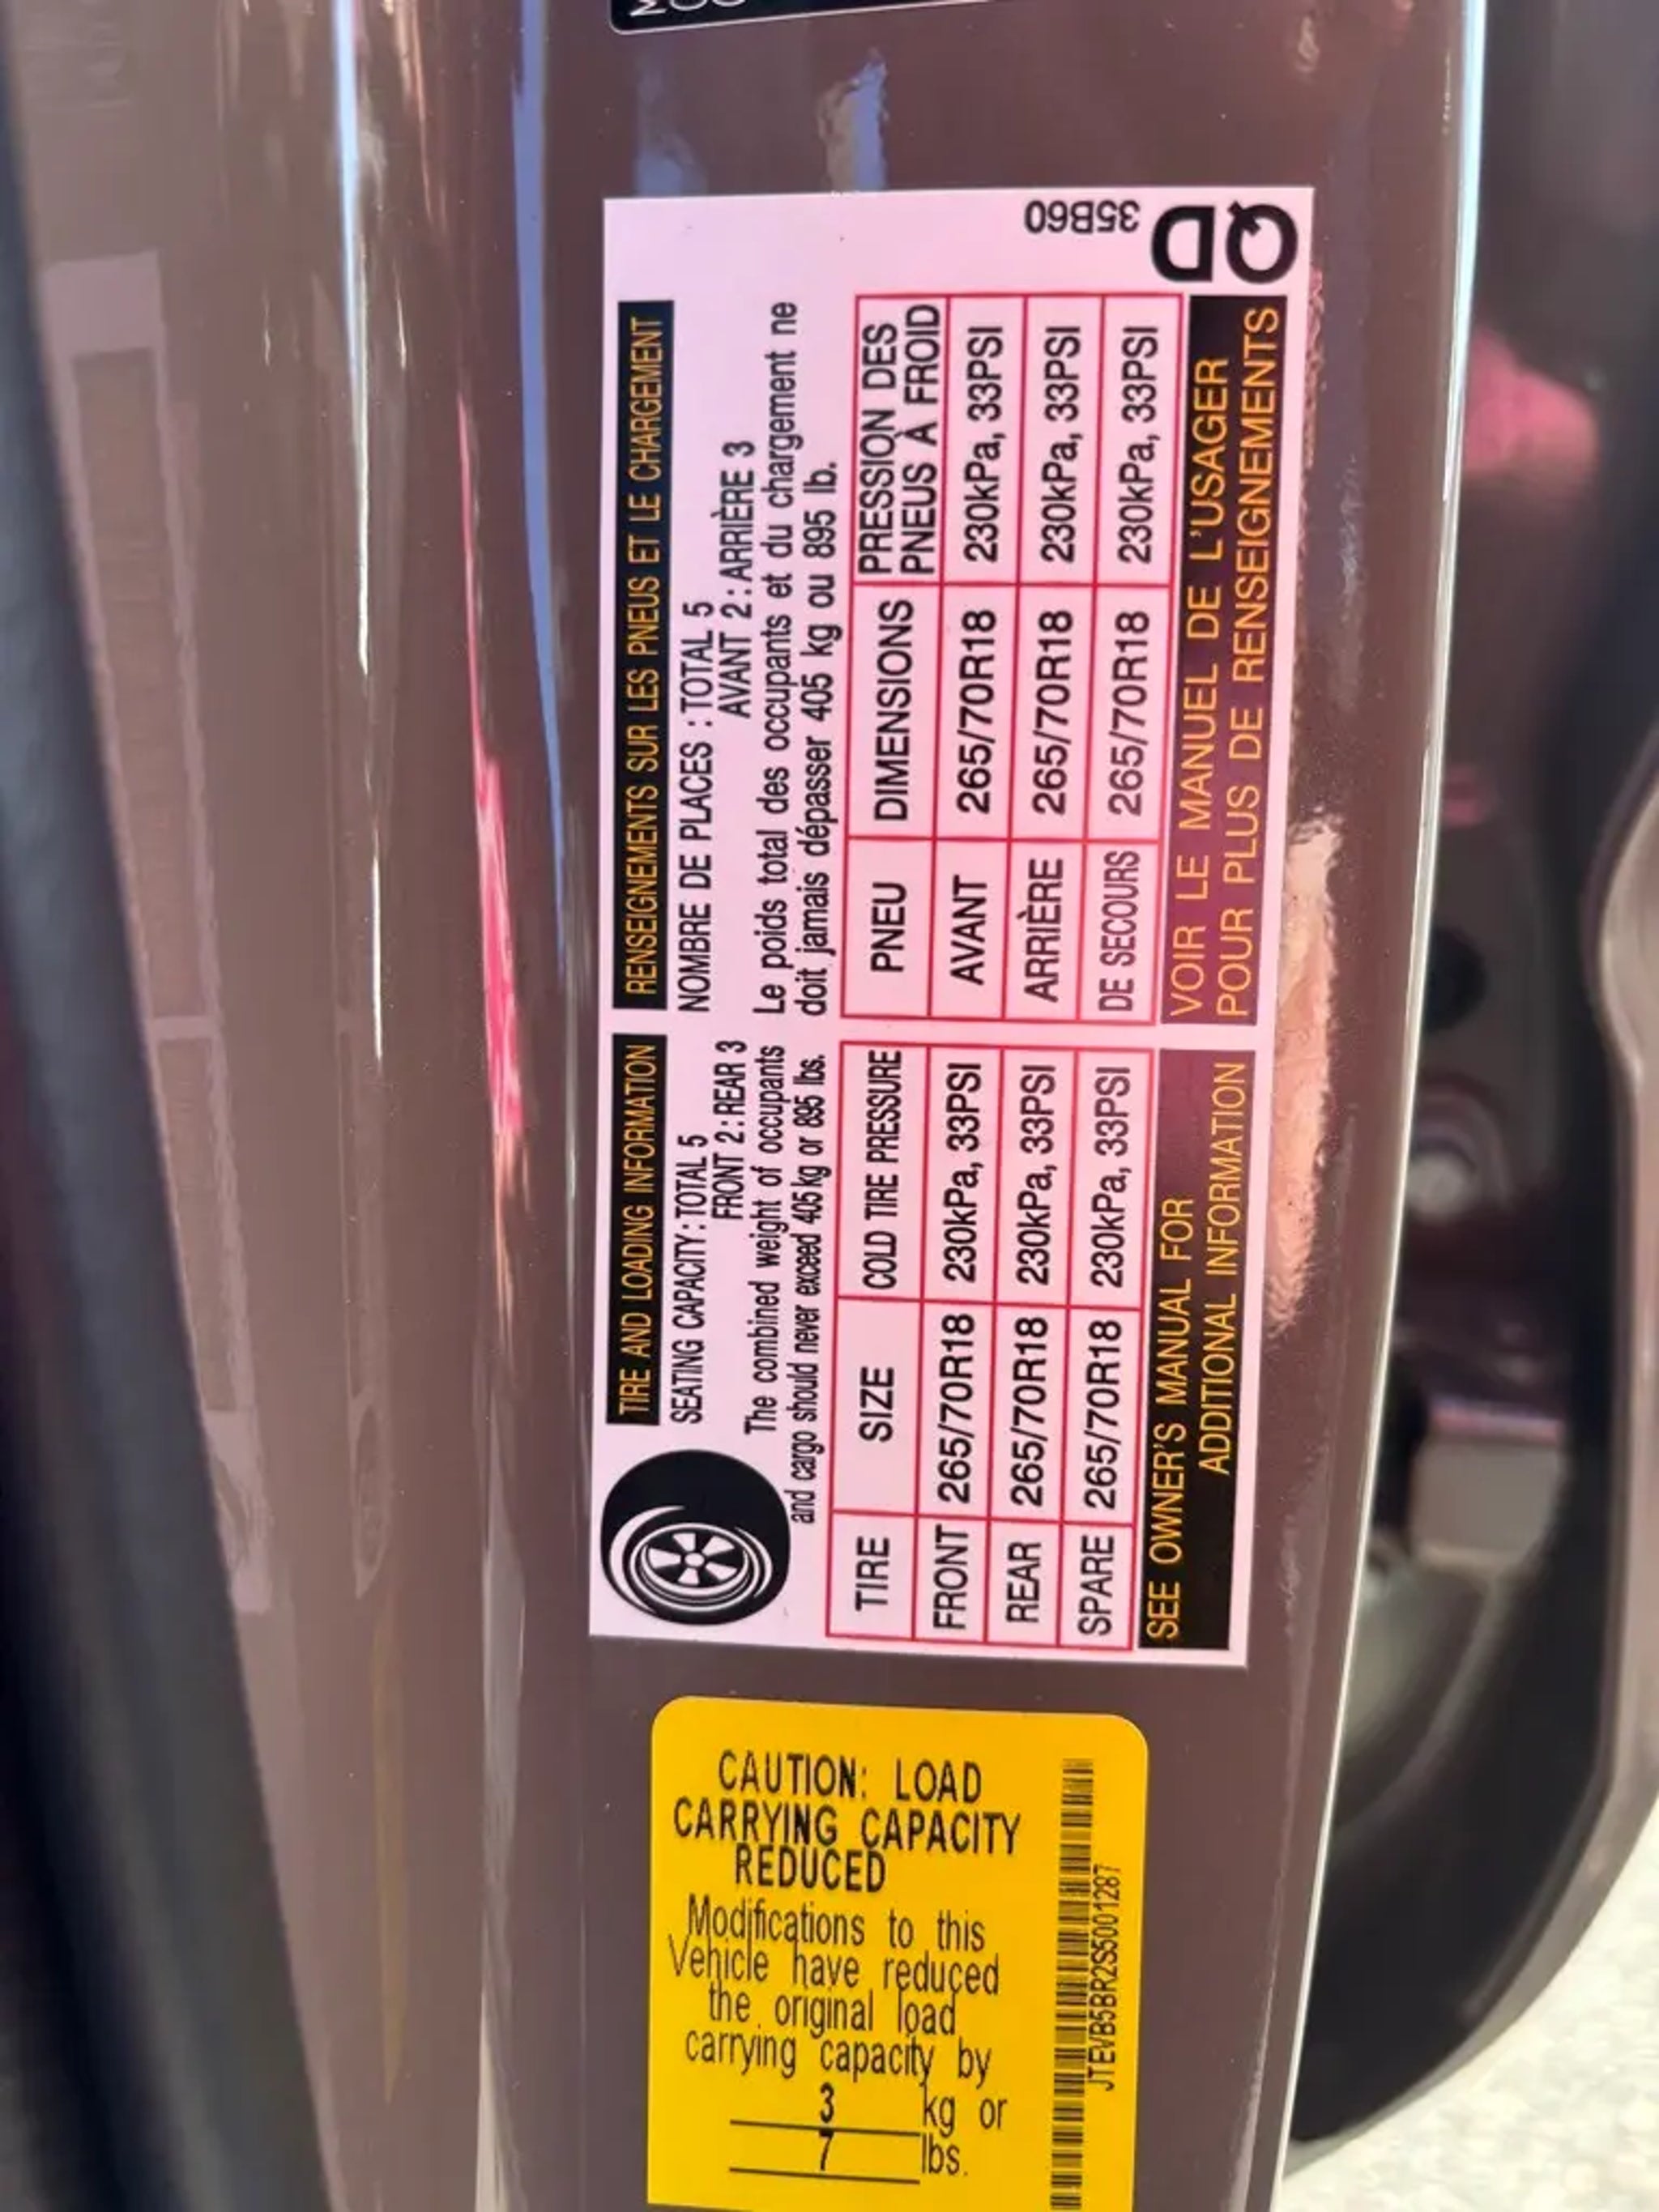 TIRE AND LOADING INFORMATION
SEATING CAPACITY : TOTAL 5
FRONT 2 : REAR 3
The combined weight of occupants
and cargo should never exceed 405 kg or 895 lbs.
TIRE SIZE COLD TIRE PRESSURE
FRONT 265/70R18 230kPa, 33PSI
REAR 265/70R18 230kPa, 33PSI
SPARE 265/70R18 230kPa, 33PSI
SEE OWNER'S MANUAL FOR
ADDITIONAL INFORMATION
RENSEIGNEMENTS SUR LES PNEUS ET LE CHARGEMENT
NOMBRE DE PLACES : TOTAL 5
AVANT 2 : ARRIÈRE 3
Le poids total des occupants et du chargement ne
doit jamais dépasser 405 kg ou 895 lb.
PNEU DIMENSIONS PRESSION DES
PNEUS À FROID
AVANT 265/70R18 230kPa, 33PSI
ARRIÈRE 265/70R18 230kPa, 33PSI
DE SECOURS 265/70R18 230kPa, 33PSI
VOIR LE MANUEL DE L'USAGER
POUR PLUS DE RENSEIGNEMENTS
35B60
QD
CAUTION: LOAD
CARRYING CAPACITY
REDUCED
Modifications to this
Vehicle have reduced
the original load
carrying capacity by
3 kg or
7 lbs.
JTEVB5BR2S5001287